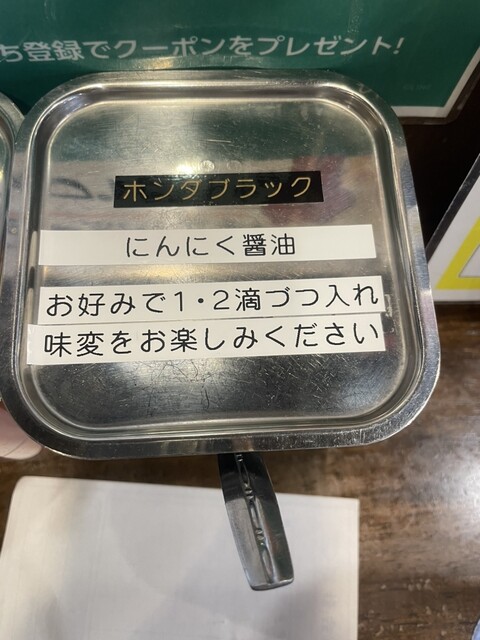 ち登録でクーポンをプレゼント!
ホンダブラック
にんにく醤油
お好みで1・2滴づつ入れ
味変をお楽しみください